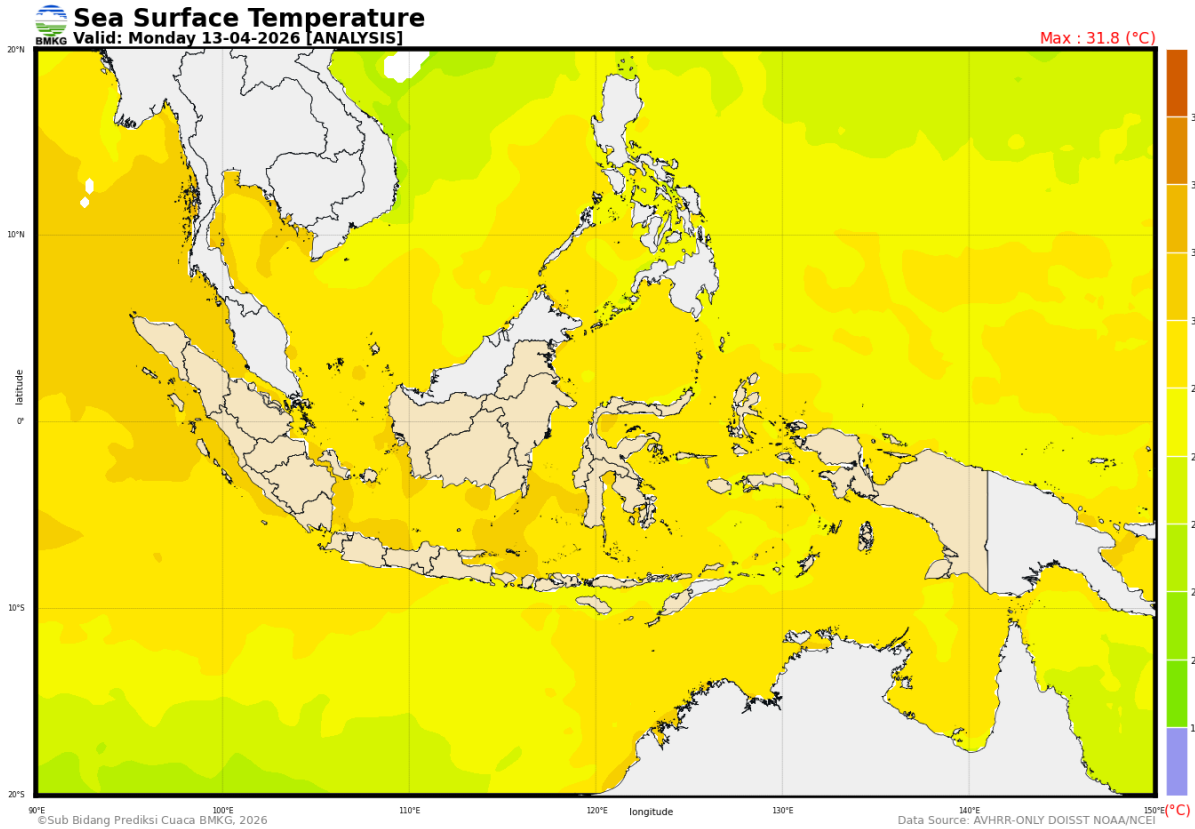 Sea Surface Temperature
BMKG
Valid: Monday 13-04-2026 [ANALYSIS]
Max : 31.8 (°C)
20°N
10°N
latitude
0°
10°S
20°S
90°E
100°E
110°E
120°E
longitude
130°E
140°E
150°E
(°C)
©Sub Bidang Prediksi Cuaca BMKG, 2026
Data Source: AVHRR-ONLY DOISST NOAA/NCEI